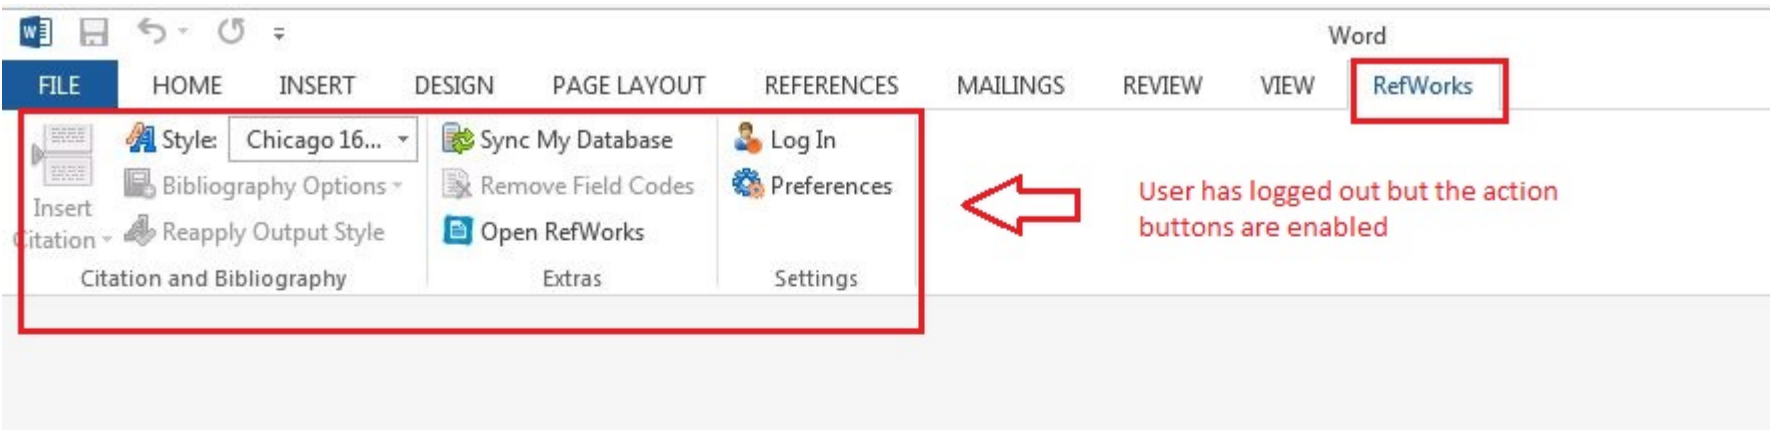 Word
FILE HOME INSERT DESIGN PAGE LAYOUT REFERENCES MAILINGS REVIEW VIEW RefWorks
Style: Chicago 16... Sync My Database Log In
Bibliography Options Remove Field Codes Preferences
Insert
Citation Reapply Output Style Open RefWorks
Citation and Bibliography Extras Settings
User has logged out but the action
buttons are enabled